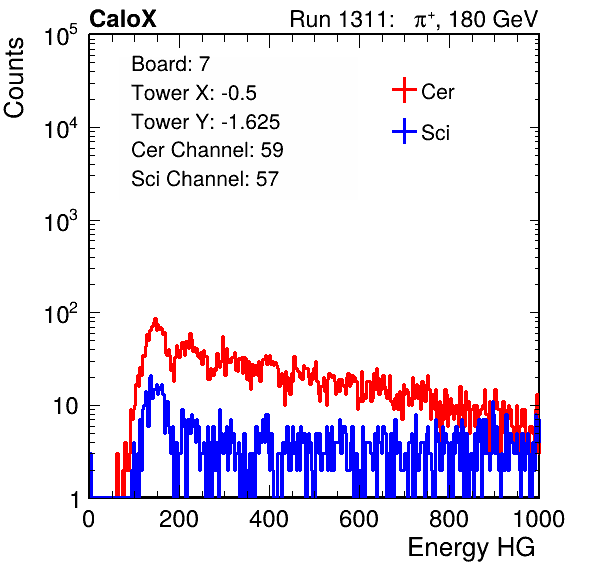 CaloX Run 1311: π⁺, 180 GeV
Counts
Board: 7
Tower X: -0.5
Tower Y: -1.625
Cer Channel: 59
Sci Channel: 57
Cer
Sci
10⁵
10⁴
10³
10²
10
1
0 200 400 600 800 1000
Energy HG